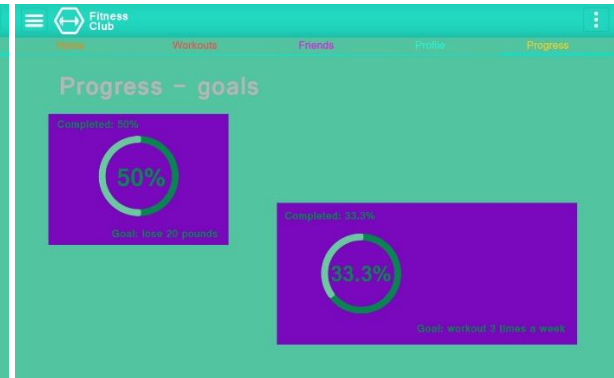 Fitness
Club
Home Workouts Friends Profile Progress
Progress - goals
Completed: 50%
50%
Goal: lose 20 pounds
Completed: 33.3%
33.3%
Goal: workout 3 times a week